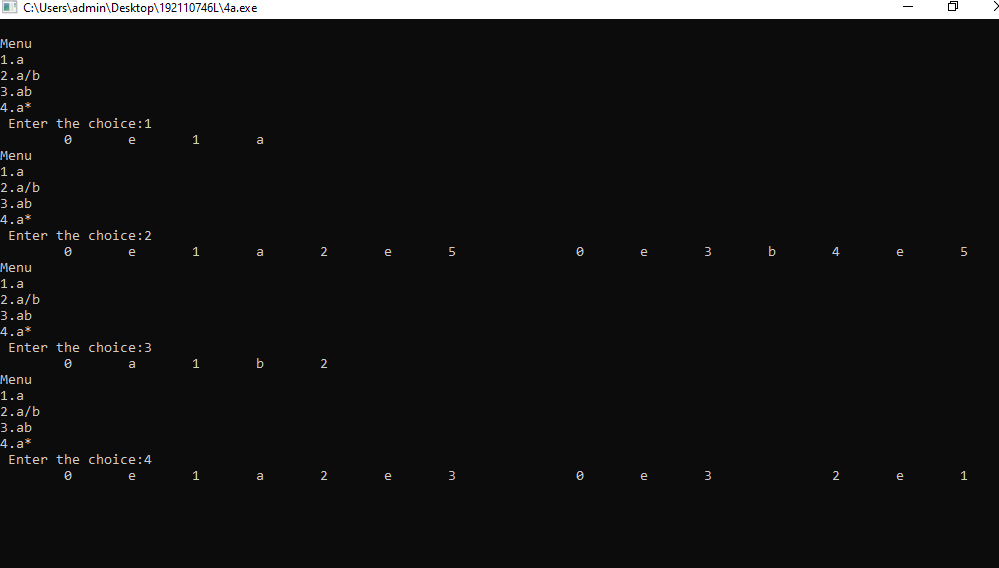 C:\Users\admin\Desktop\192110746L\4a.exe
Menu
1.a
2.a/b
3.ab
4.a*
Enter the choice:1
0 e 1 a
Menu
1.a
2.a/b
3.ab
4.a*
Enter the choice:2
0 e 1 a 2 e 5 0 e 3 b 4 e 5
Menu
1.a
2.a/b
3.ab
4.a*
Enter the choice:3
0 a 1 b 2
Menu
1.a
2.a/b
3.ab
4.a*
Enter the choice:4
0 e 1 a 2 e 3 0 e 3 2 e 1